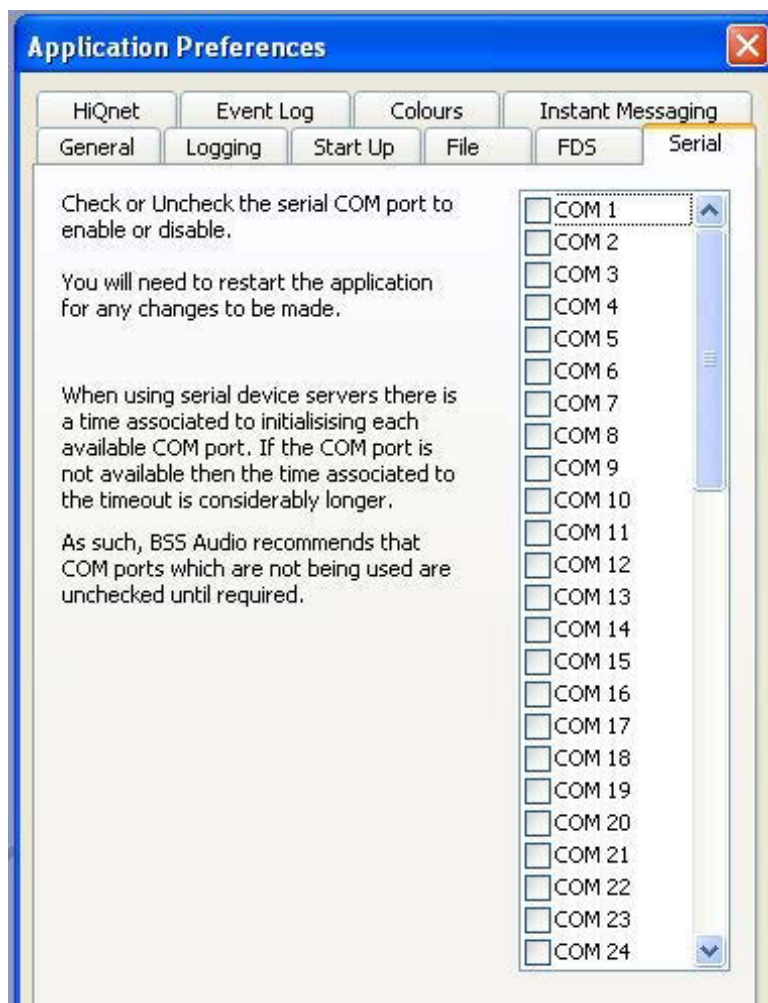 Application Preferences
HiQnet Event Log Colours Instant Messaging
General Logging Start Up File FDS Serial
Check or Uncheck the serial COM port to
enable or disable.
You will need to restart the application
for any changes to be made.
When using serial device servers there is
a time associated to initialisising each
available COM port. If the COM port is
not available then the time associated to
the timeout is considerably longer.
As such, BSS Audio recommends that
COM ports which are not being used are
unchecked until required.
COM 1
COM 2
COM 3
COM 4
COM 5
COM 6
COM 7
COM 8
COM 9
COM 10
COM 11
COM 12
COM 13
COM 14
COM 15
COM 16
COM 17
COM 18
COM 19
COM 20
COM 21
COM 22
COM 23
COM 24